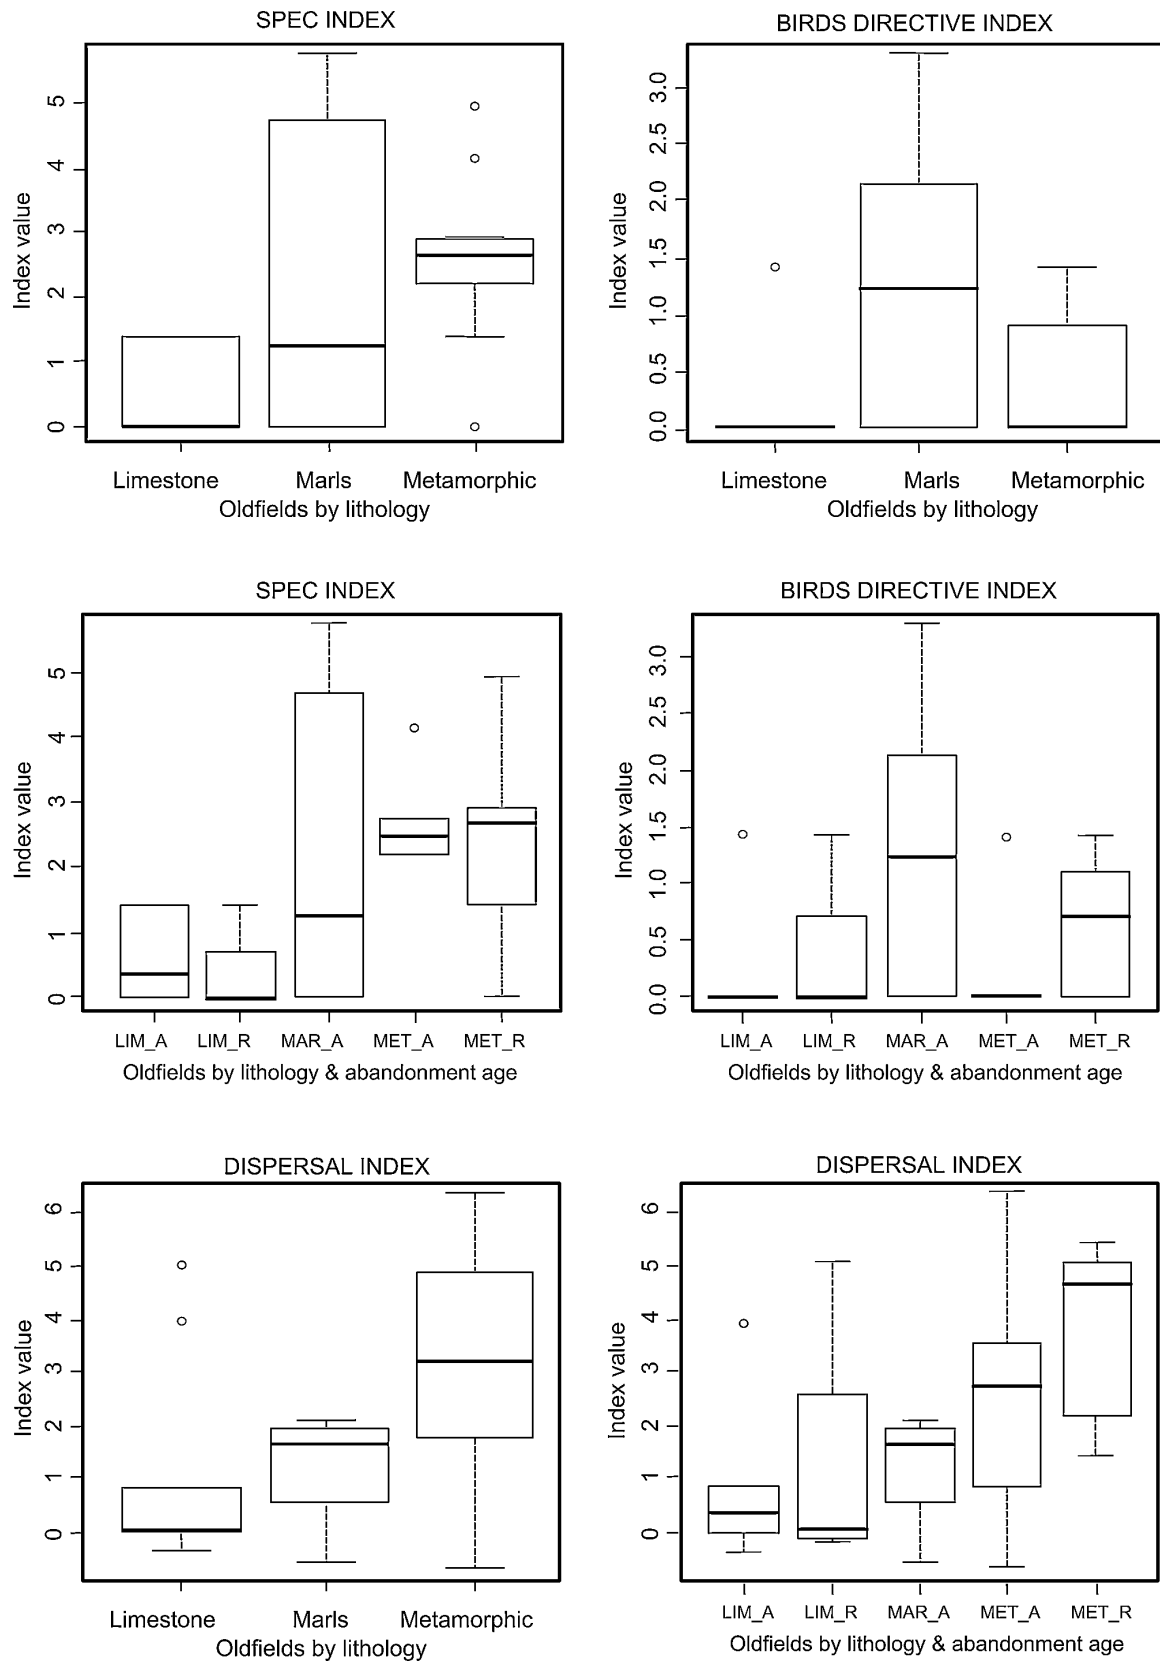 SPEC INDEX
Index value
5
4
3
2
1
0
Limestone Marls Metamorphic
Oldfields by lithology
BIRDS DIRECTIVE INDEX
Index value
3.0
2.5
2.0
1.5
1.0
0.5
0.0
Limestone Marls Metamorphic
Oldfields by lithology
SPEC INDEX
Index value
5
4
3
2
1
0
LIM_A LIM_R MAR_A MET_A MET_R
Oldfields by lithology & abandonment age
BIRDS DIRECTIVE INDEX
Index value
3.0
2.5
2.0
1.5
1.0
0.5
0.0
LIM_A LIM_R MAR_A MET_A MET_R
Oldfields by lithology & abandonment age
DISPERSAL INDEX
Index value
6
5
4
3
2
1
0
Limestone Marls Metamorphic
Oldfields by lithology
DISPERSAL INDEX
Index value
6
5
4
3
2
1
0
LIM_A LIM_R MAR_A MET_A MET_R
Oldfields by lithology & abandonment age